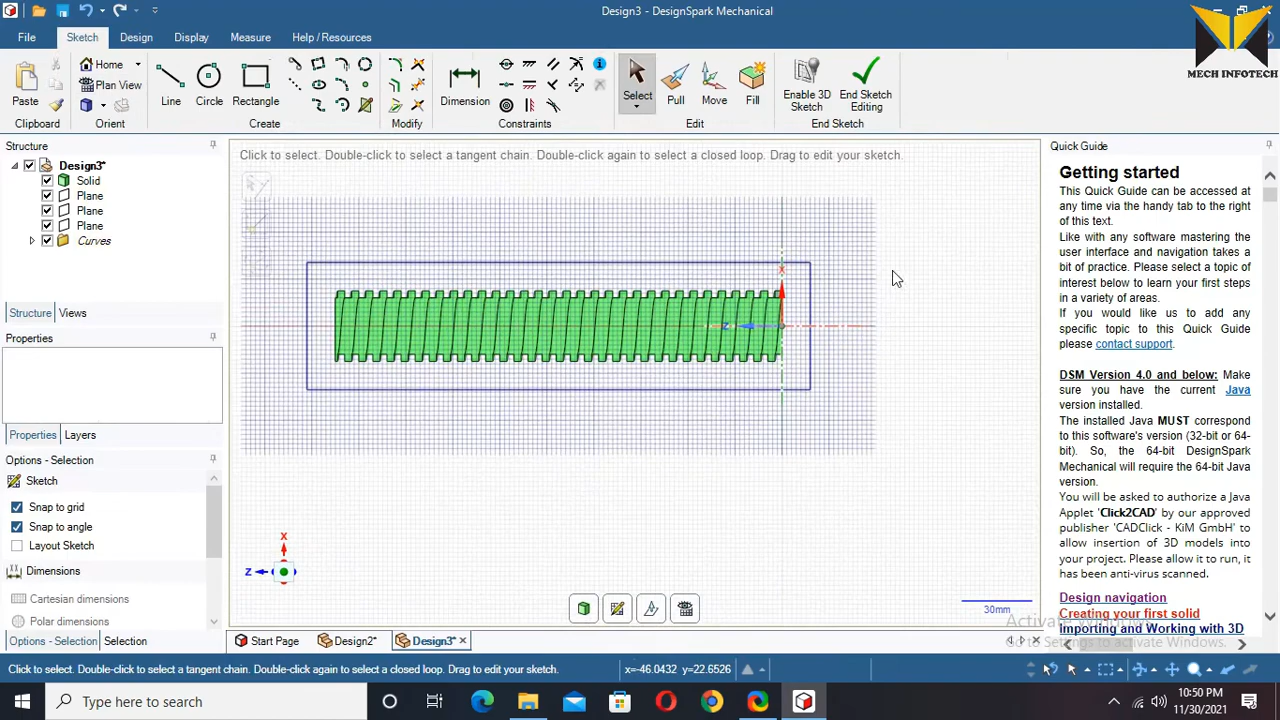 Design3 - DesignSpark Mechanical
File Sketch Design Display Measure Help / Resources
Paste
Home
Plan View
Line Circle Rectangle
Dimension
Select Pull Move Fill
Enable 3D Sketch
End Sketch Editing
MECH INFOTECH
Clipboard Orient Create Modify Constraints Edit End Sketch
Structure
Design3*
Solid
Plane
Plane
Plane
Curves
Structure Views
Properties
Properties Layers
Options - Selection
Sketch
Snap to grid
Snap to angle
Layout Sketch
Dimensions
Cartesian dimensions
Polar dimensions
Options - Selection Selection
Click to select. Double-click to select a tangent chain. Double-click again to select a closed loop. Drag to edit your sketch.
X
Z
X
Z
30mm
Start Page Design2* Design3*
Quick Guide
Getting started
This Quick Guide can be accessed at
any time via the handy tab to the right
of this text.
Like with any software mastering the
user interface and navigation takes a
bit of practice. Please select a topic of
interest below to learn your first steps
in a variety of areas.
If you would like us to add any
specific topic to this Quick Guide
please contact support.
DSM Version 4.0 and below: Make
sure you have the current Java
version installed.
The installed Java MUST correspond
to this software's version (32-bit or 64-
bit). So, the 64-bit DesignSpark
Mechanical will require the 64-bit Java
version.
You will be asked to authorize a Java
Applet 'Click2CAD' by our approved
publisher 'CADClick - KiM GmbH' to
allow insertion of 3D models into
your project. Please allow it to run, it
has been anti-virus scanned.
Design navigation
Creating your first solid
Importing and Working with 3D
Activate Windows
Go to Settings to activate Windows.
Click to select. Double-click to select a tangent chain. Double-click again to select a closed loop. Drag to edit your sketch.
x=-46.0432 y=22.6526
Type here to search
10:50 PM
11/30/2021